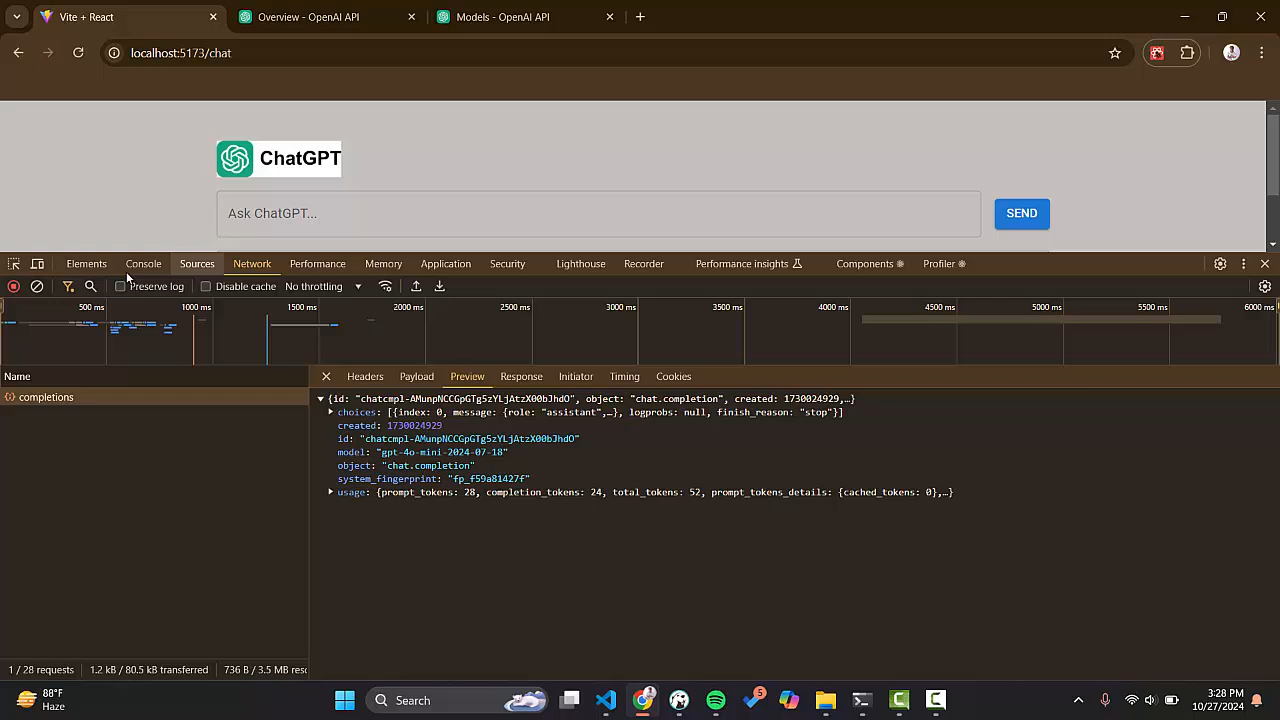 Vite + React
Overview - OpenAI API
Models - OpenAI API
localhost:5173/chat
ChatGPT
Ask ChatGPT...
SEND
Elements Console Sources Network Performance Memory Application Security Lighthouse Recorder Performance insights Components Profiler
Preserve log Disable cache No throttling
500 ms 1000 ms 1500 ms 2000 ms 2500 ms 3000 ms 3500 ms 4000 ms 4500 ms 5000 ms 5500 ms 6000 ms
Name
Headers Payload Preview Response Initiator Timing Cookies
completions
{id: "chatcmpl-AMunpNCCGpGTg5zYLjAtzX00bJhdO", object: "chat.completion", created: 1730024929,…}
choices: [{index: 0, message: {role: "assistant",…}, logprobs: null, finish_reason: "stop"}]
created: 1730024929
id: "chatcmpl-AMunpNCCGpGTg5zYLjAtzX00bJhdO"
model: "gpt-4o-mini-2024-07-18"
object: "chat.completion"
system_fingerprint: "fp_f59a81427f"
usage: {prompt_tokens: 28, completion_tokens: 24, total_tokens: 52, prompt_tokens_details: {cached_tokens: 0},…}
1 / 28 requests 1.2 kB / 80.5 kB transferred 736 B / 3.5 MB resc
88°F
Haze
Search
5
3:28 PM
10/27/2024